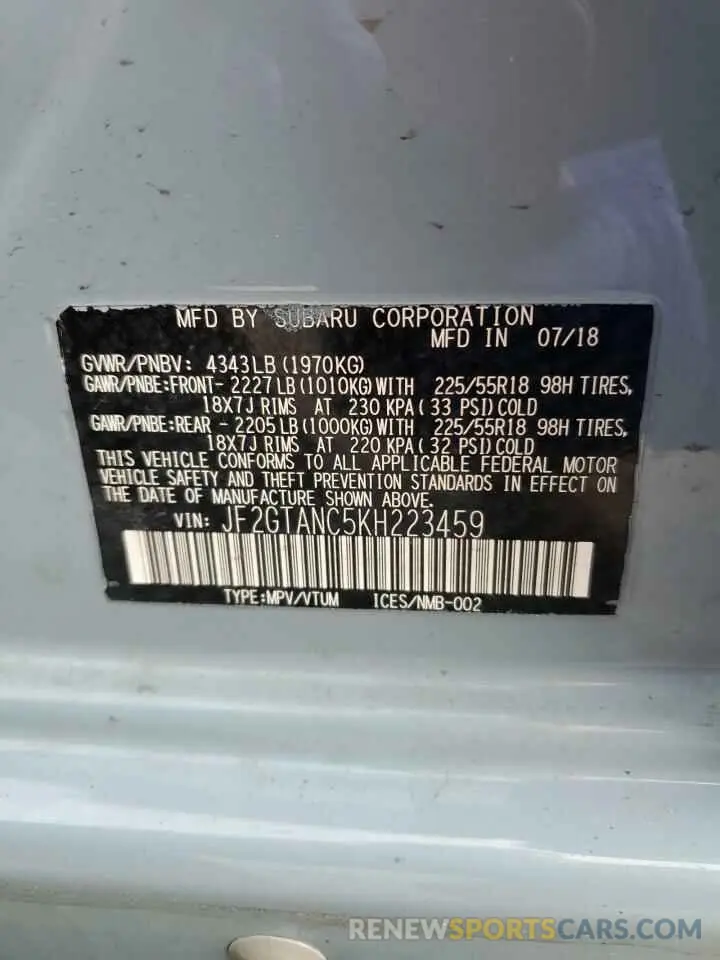 MFD BY SUBARU CORPORATION
MFD IN 07/18
GVWR/PNBV: 4343LB(1970KG)
GAWR/PNBE:FRONT- 2227LB(1010KG)WITH 225/55R18 98H TIRES,
18X7J RIMS AT 230 KPA( 33 PSI)COLD
GAWR/PNBE:REAR - 2205LB(1000KG)WITH 225/55R18 98H TIRES,
18X7J RIMS AT 220 KPA( 32 PSI)COLD
THIS VEHICLE CONFORMS TO ALL APPLICABLE FEDERAL MOTOR
VEHICLE SAFETY AND THEFT PREVENTION STANDARDS IN EFFECT ON
THE DATE OF MANUFACTURE SHOWN ABOVE.
VIN: JF2GTANC5KH223459
TYPE:MPV/VTUM ICES/NMB-002
RENEWSPORTCARS.COM